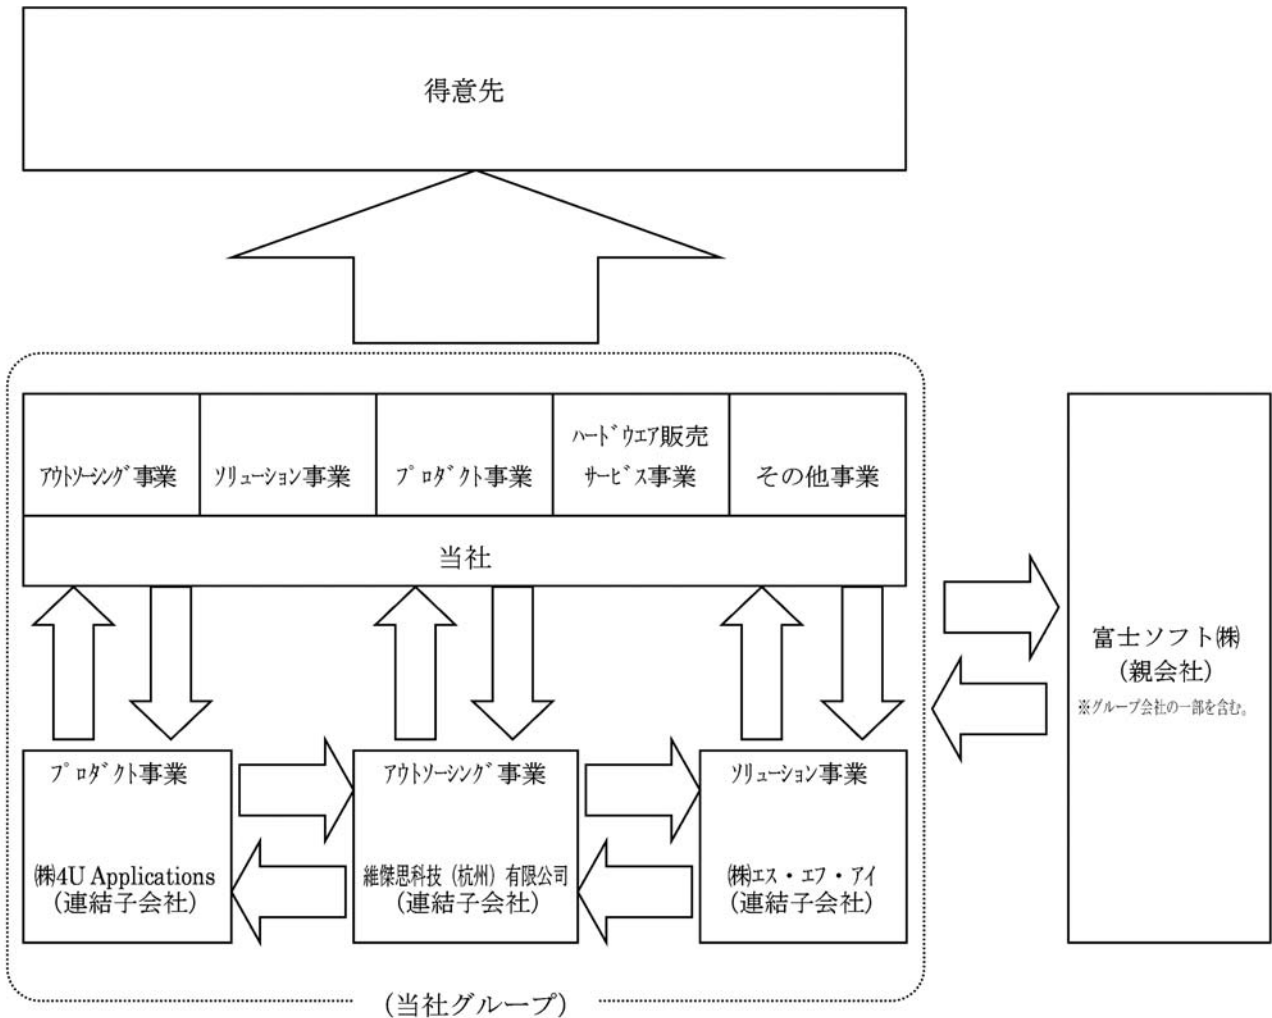 得意先
ｱｳﾄｿｰｼﾝｸﾞ事業
ｿﾘｭｰｼｮﾝ事業
ﾌﾟﾛﾀﾞｸﾄ事業
ﾊｰﾄﾞｳｴｱ販売
ｻｰﾋﾞｽ事業
その他事業
当社
富士ソフト㈱
(親会社)
※グループ会社の一部を含む。
ﾌﾟﾛﾀﾞｸﾄ事業
㈱4U Applications
(連結子会社)
ｱｳﾄｿｰｼﾝｸﾞ事業
維傑思科技（杭州）有限公司
(連結子会社)
ｿﾘｭｰｼｮﾝ事業
㈱エス・エフ・アイ
(連結子会社)
(当社グループ)